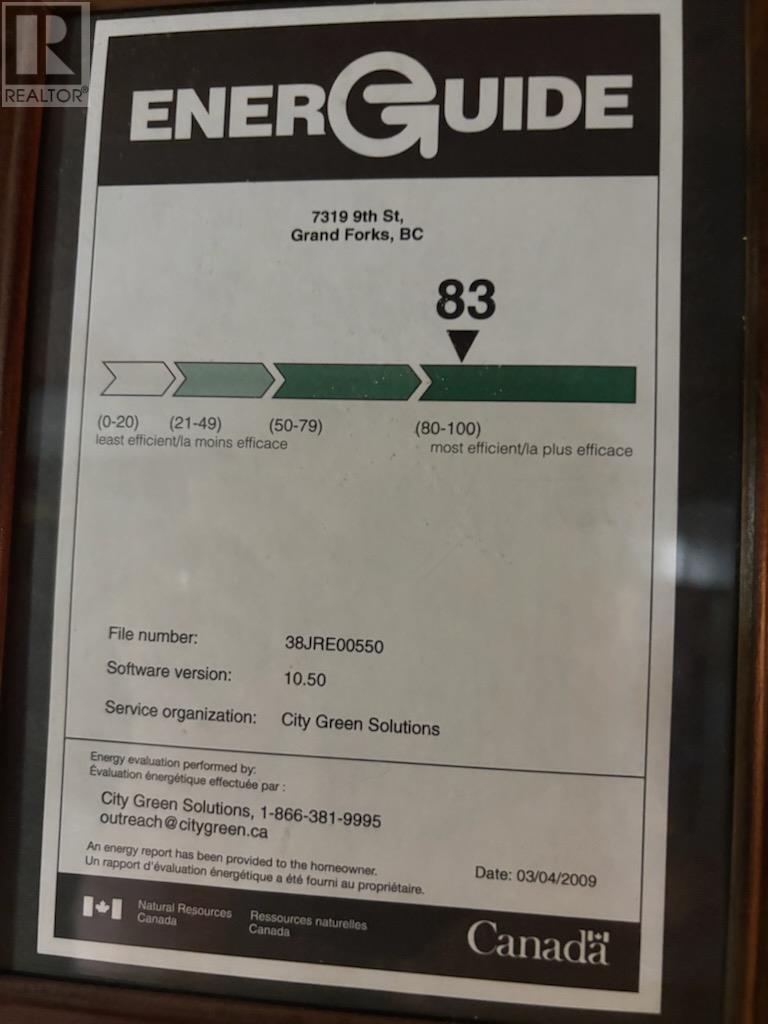 R
REALTOR®
ENERGUIDE
7319 9th St,
Grand Forks, BC
83
(0-20) (21-49) (50-79) (80-100)
least efficient/la moins efficace most efficient/la plus efficace
File number: 38JRE00550
Software version: 10.50
Service organization: City Green Solutions
Energy evaluation performed by:
Évaluation énergétique effectuée par :
City Green Solutions, 1-866-381-9995
outreach@citygreen.ca
An energy report has been provided to the homeowner.
Un rapport d'évaluation énergétique a été fourni au propriétaire.
Date: 03/04/2009
Natural Resources Ressources naturelles
Canada Canada
Canada